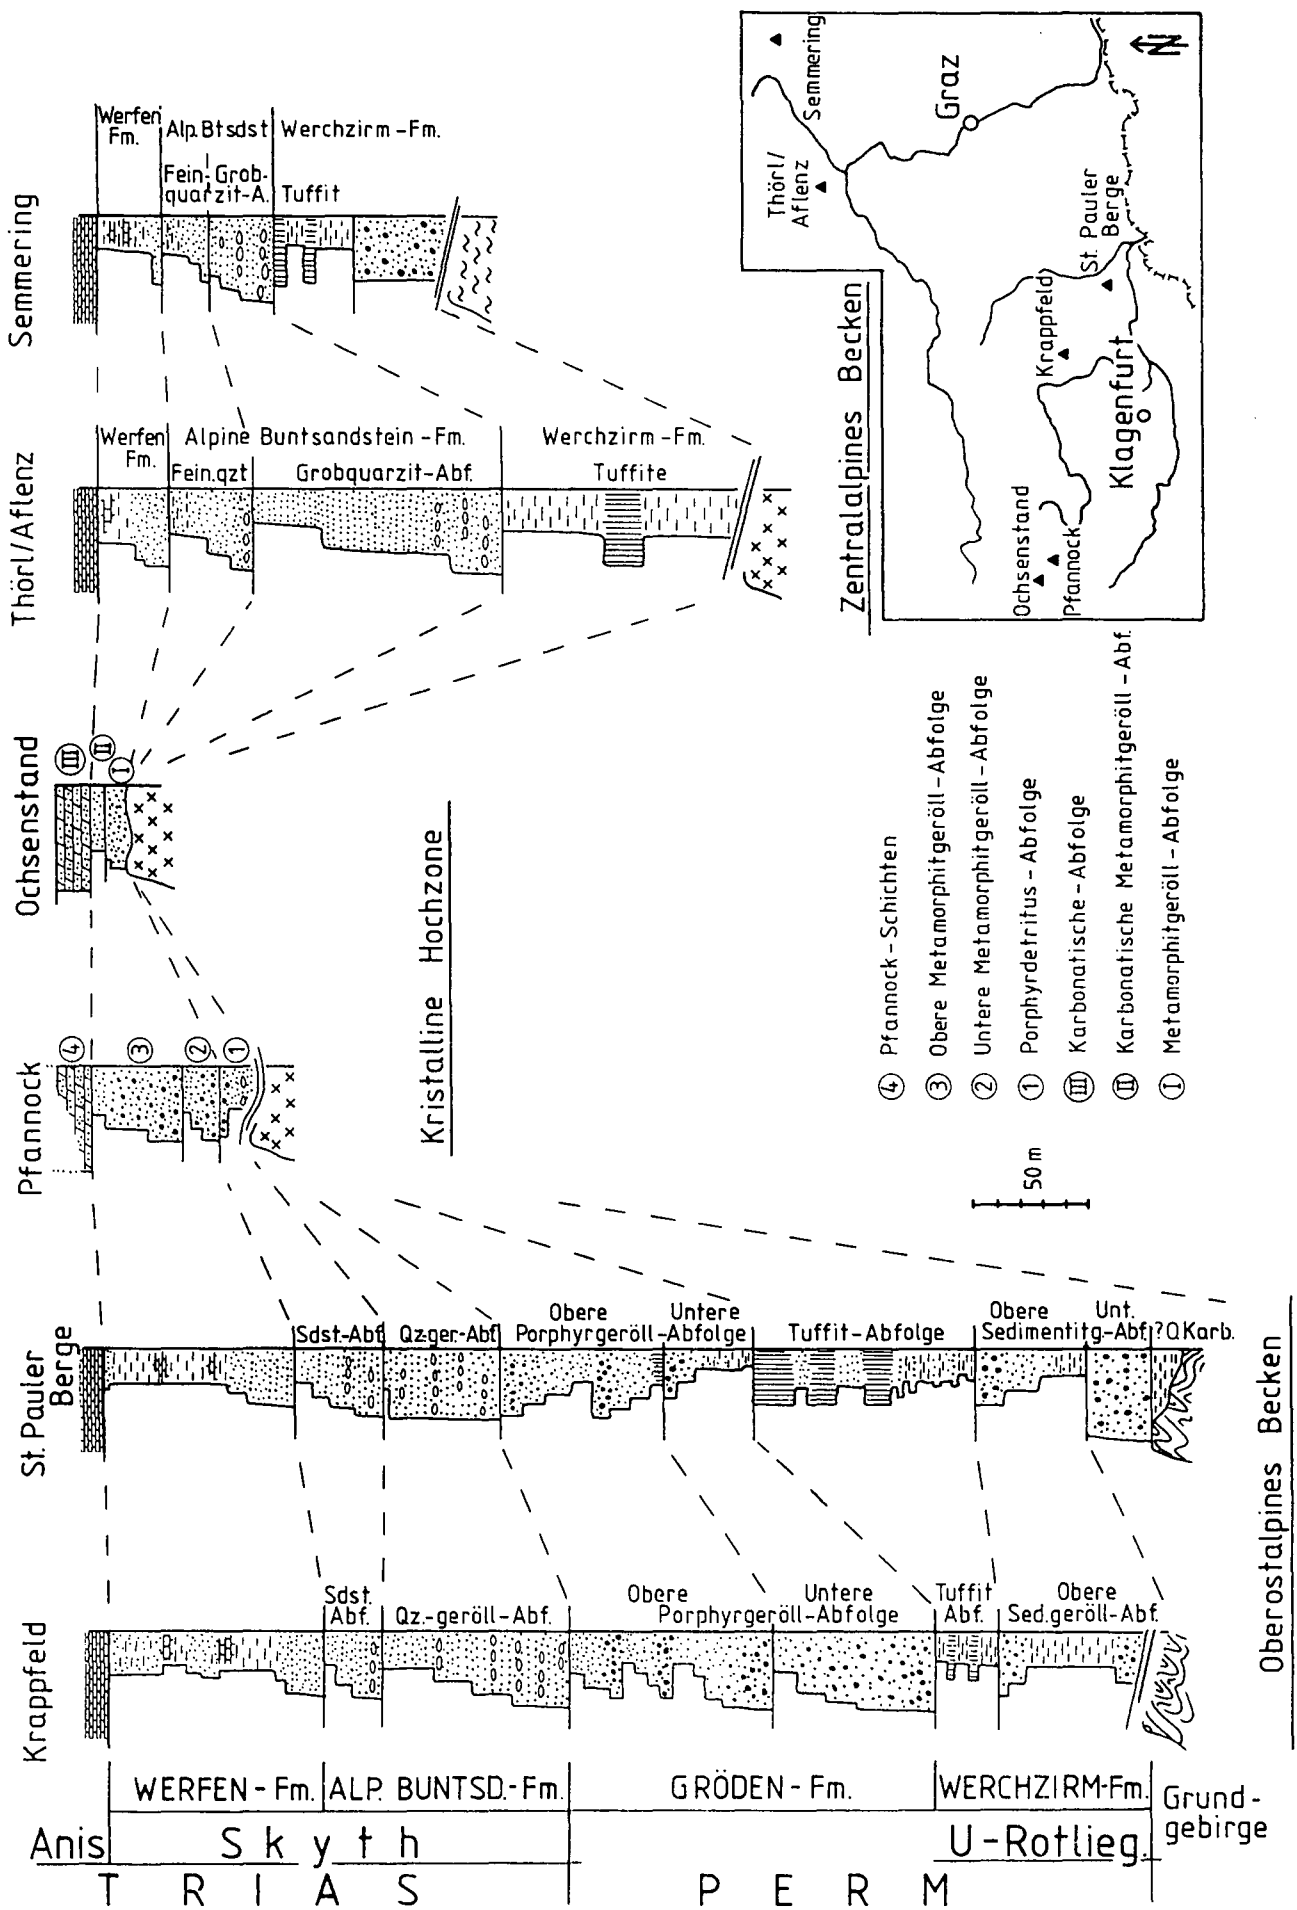 Krappfeld
St. Pauler
Berge
Pfannock
Ochsenstand
Thörl/Aflenz
Semmering
Anis
Skyth
TRIAS
PERM
U-Rotlieg.
WERFEN-Fm.
ALP. BUNTSD.-Fm.
GRÖDEN-Fm.
WERCHZIRM-Fm.
Grund-
gebirge
Sdst.
Abf.
Qz.-geröll-Abf.
Obere
Untere
Porphyrgeröll-Abfolge
Tuffit
Abf.
Obere
Sed.geröll-Abf.
Sdst-Abf.
Qz-ger.-Abf.
Obere
Untere
Porphyrgeröll-Abfolge
Tuffit-Abfolge
Obere
Unt.
Sedimentitg.-Abf.
?O Karb.
Oberostalpines Becken
④
③
②
①
Ⅲ
Ⅱ
Ⅰ
Kristalline Hochzone
Werfen
Fm.
Alpine Buntsandstein-Fm.
Werchzirm-Fm.
Fein.qzt
Grobquarzit-Abf.
Tuffite
Werfen
Fm.
Alp.Btsdst
Werchzirm-Fm.
Fein-
Grob-
quarzit-A.
Tuffit
Zentralalpines Becken
50 m
④ Pfannock-Schichten
③ Obere Metamorphitgeröll-Abfolge
② Untere Metamorphitgeröll-Abfolge
① Porphyrdetritus-Abfolge
Ⅲ Karbonatische-Abfolge
Ⅱ Karbonatische Metamorphitgeröll-Abf.
Ⅰ Metamorphitgeröll-Abfolge
Semmering
Thörl/
Aflenz
Graz
St. Pauler
Berge
Krappfeld
Klagenfurt
Ochsenstand
Pfannock
N